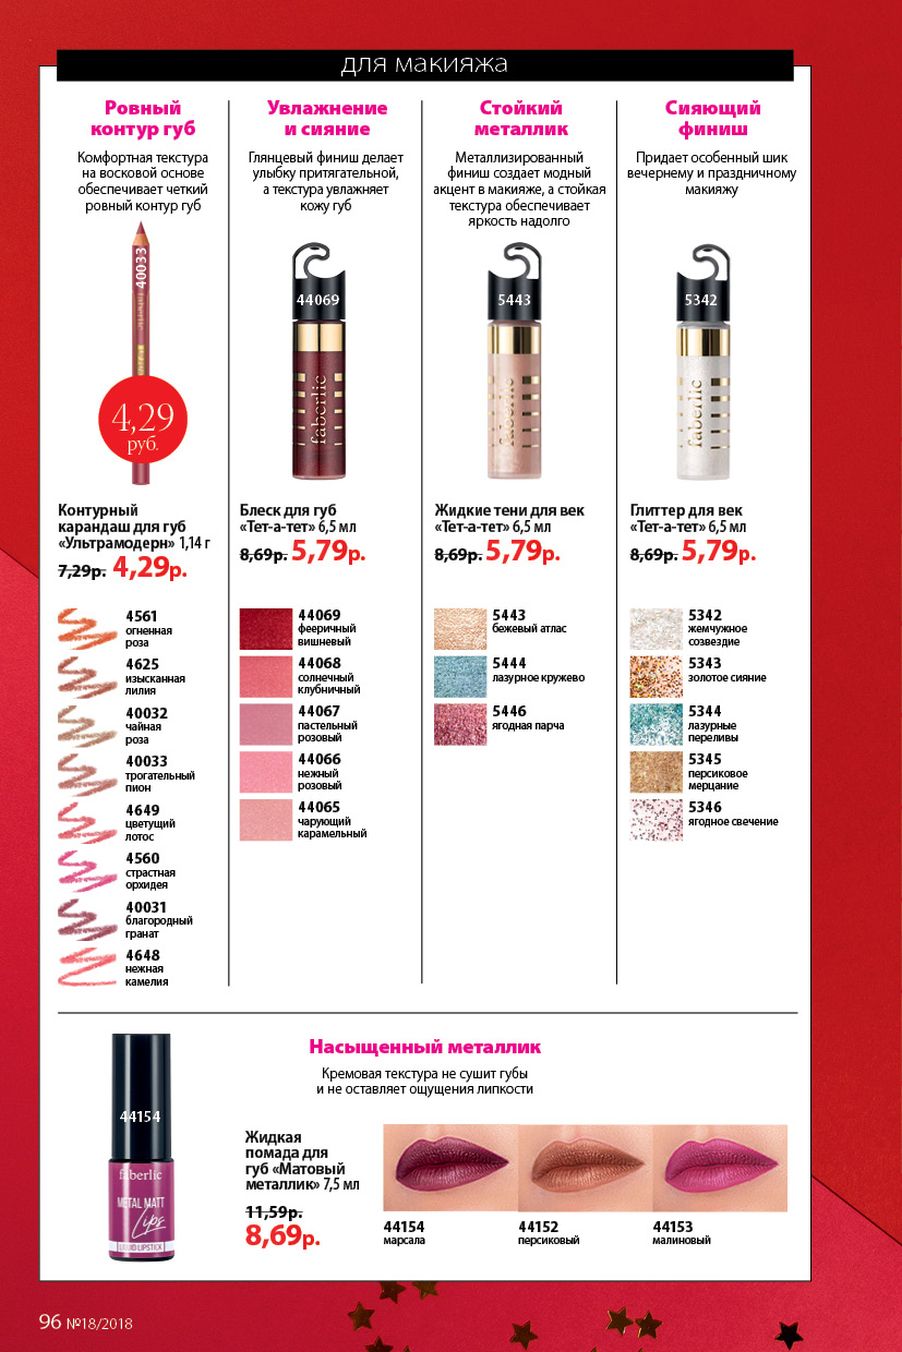 для макияжа
Ровный
контур губ
Комфортная текстура
на восковой основе
обеспечивает четкий
ровный контур губ
40033
faberlic
4,29
руб.
Контурный
карандаш для губ
«Ультрамодерн» 1,14 г
7,29р. 4,29р.
4561
огненная
роза
4625
изысканная
лилия
40032
чайная
роза
40033
трогательный
пион
4649
цветущий
лотос
4560
страстная
орхидея
40031
благородный
гранат
4648
нежная
камелия
Увлажнение
и сияние
Глянцевый финиш делает
улыбку притягательной,
а текстура увлажняет
кожу губ
44069
faberlic
Блеск для губ
«Тет-а-тет» 6,5 мл
8,69р. 5,79р.
44069
фееричный
вишневый
44068
солнечный
клубничный
44067
пастельный
розовый
44066
нежный
розовый
44065
чарующий
карамельный
Стойкий
металлик
Металлизированный
финиш создает модный
акцент в макияже, а стойкая
текстура обеспечивает
яркость надолго
5443
faberlic
Жидкие тени для век
«Тет-а-тет» 6,5 мл
8,69р. 5,79р.
5443
бежевый атлас
5444
лазурное кружево
5446
ягодная парча
Сияющий
финиш
Придает особенный шик
вечернему и праздничному
макияжу
5342
faberlic
Глиттер для век
«Тет-а-тет» 6,5 мл
8,69р. 5,79р.
5342
жемчужное
созвездие
5343
золотое сияние
5344
лазурные
переливы
5345
персиковое
мерцание
5346
ягодное свечение
44154
faberlic
METAL MATT
Lips
LIQUID LIPSTICK
Насыщенный металлик
Кремовая текстура не сушит губы
и не оставляет ощущения липкости
Жидкая
помада для
губ «Матовый
металлик» 7,5 мл
11,59р.
8,69р.
44154
марсала
44152
персиковый
44153
малиновый
96 №18/2018